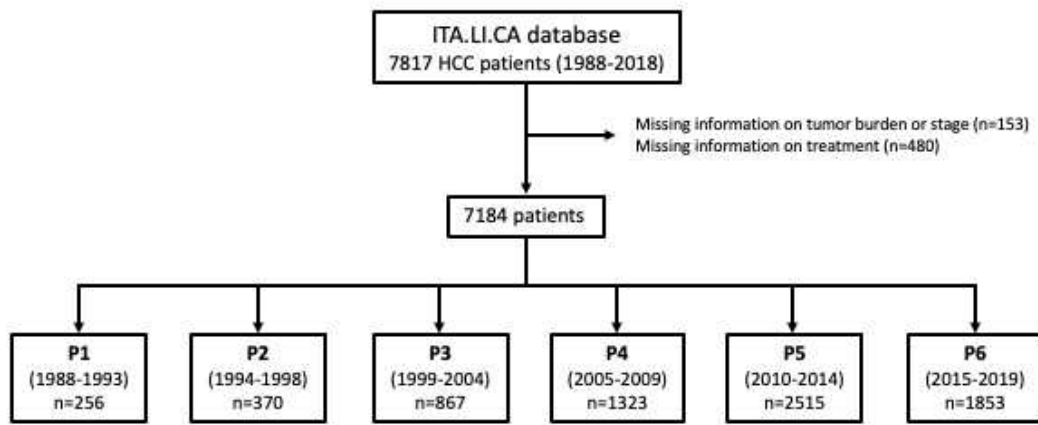 ITA.LI.CA database
7817 HCC patients (1988-2018)
Missing information on tumor burden or stage (n=153)
Missing information on treatment (n=480)
7184 patients
P1
(1988-1993)
n=256
P2
(1994-1998)
n=370
P3
(1999-2004)
n=867
P4
(2005-2009)
n=1323
P5
(2010-2014)
n=2515
P6
(2015-2019)
n=1853